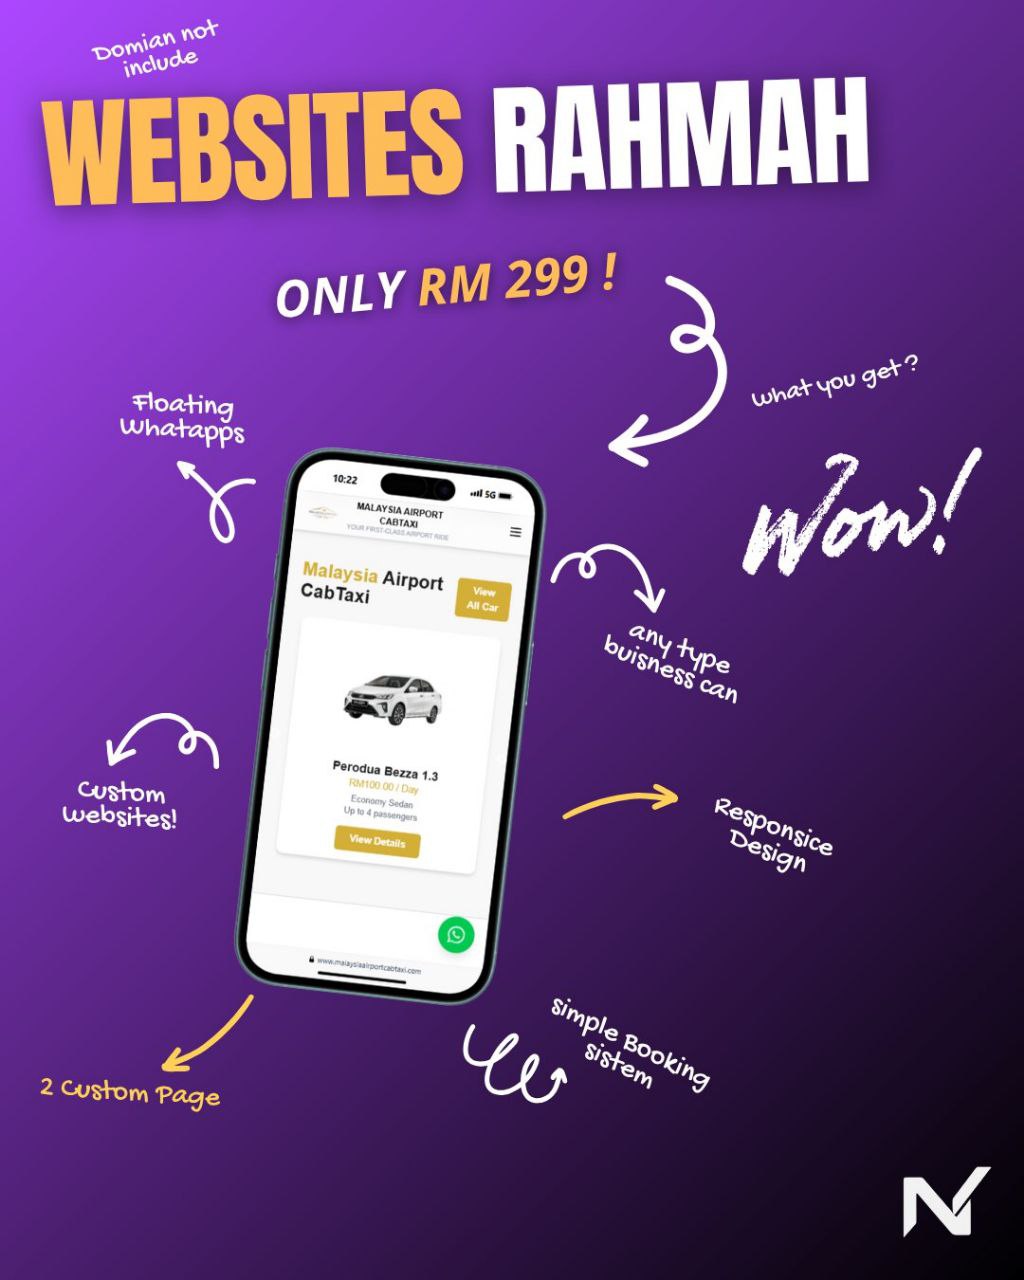 Domian not
include
WEBSITES RAHMAH
ONLY RM 299 !
What you get?
Wow!
Floating
Whatapps
10:22
5G
MALAYSIA AIRPORT
CABTAXI
YOUR FIRST-CLASS AIRPORT RIDE
Malaysia Airport
CabTaxi
View
All Car
any type
buisness can
Perodua Bezza 1.3
RM100.00 / Day
Economy Sedan
Up to 4 passengers
View Details
Custom
websites!
Responsice
Design
www.malaysiaairportcabtaxi.com
simple Booking
sistem
2 Custom Page